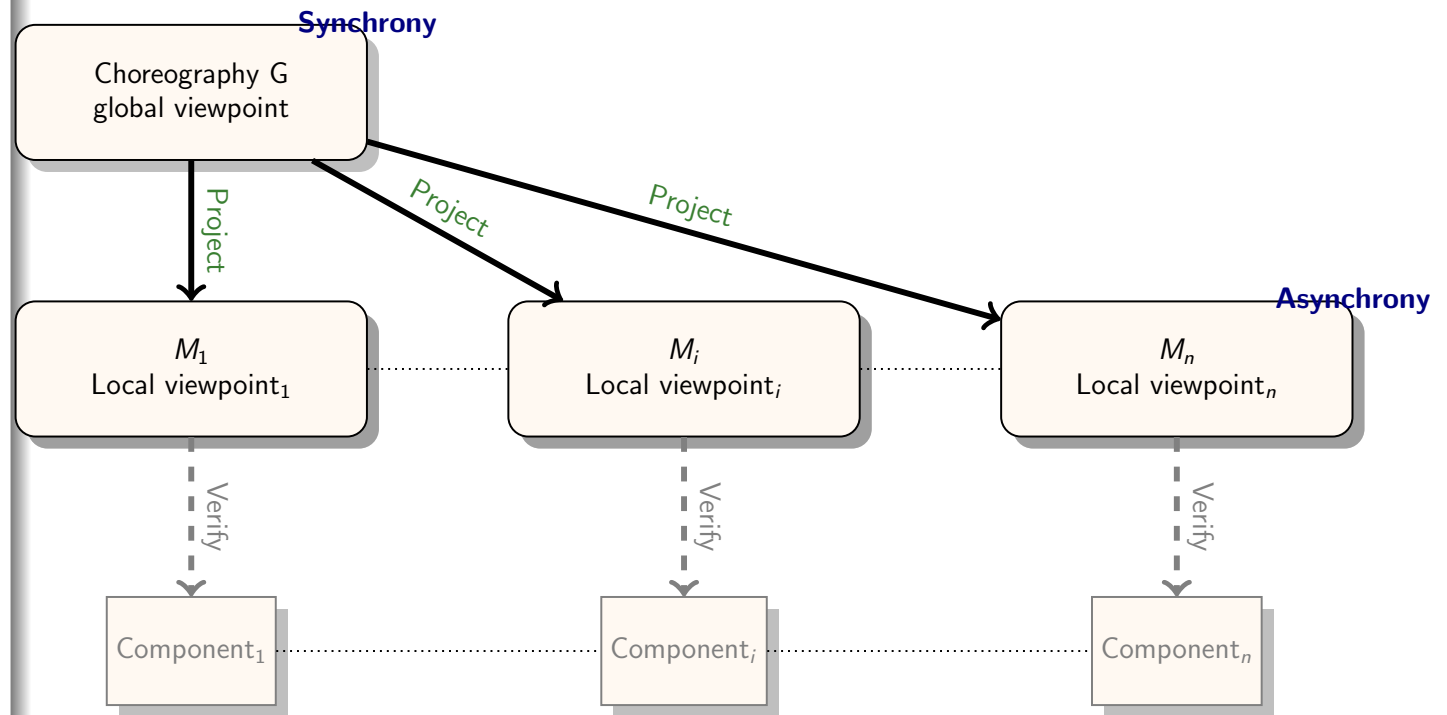 Synchrony
Choreography G
global viewpoint
Project
Project
Project
Asynchrony
M₁
Local viewpoint₁
Mᵢ
Local viewpointᵢ
Mₙ
Local viewpointₙ
Verify
Verify
Verify
Component₁
Componentᵢ
Componentₙ